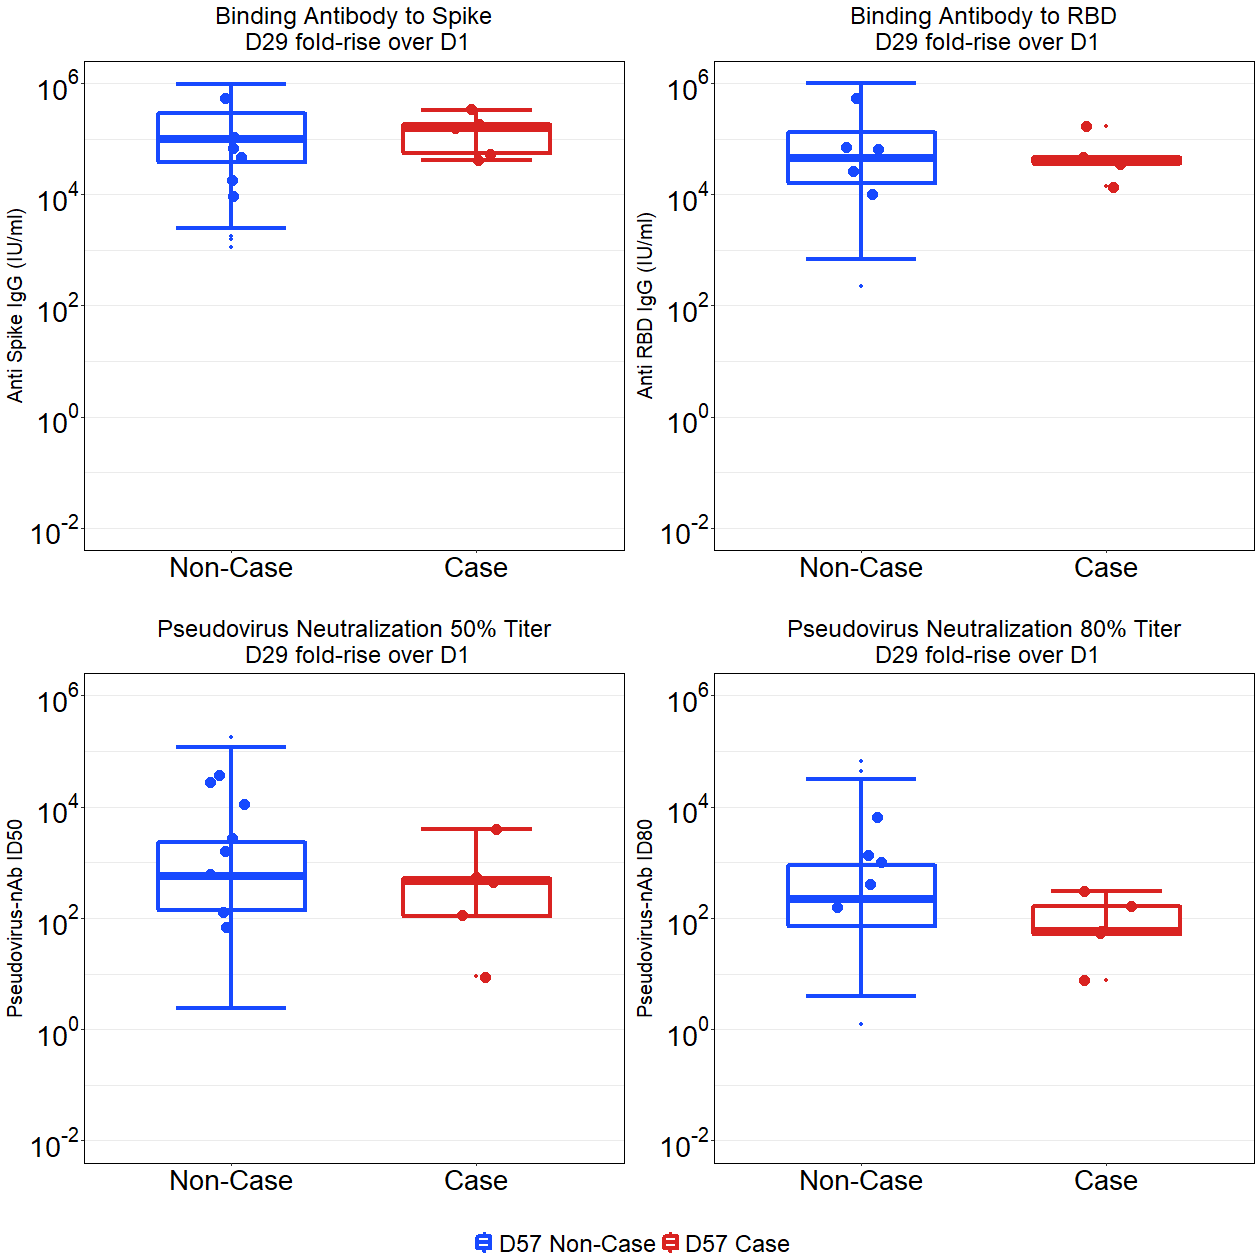 Binding Antibody to Spike
D29 fold-rise over D1
Anti Spike IgG (IU/ml)
10^6
10^4
10^2
10^0
10^-2
Non-Case Case
Binding Antibody to RBD
D29 fold-rise over D1
Anti RBD IgG (IU/ml)
10^6
10^4
10^2
10^0
10^-2
Non-Case Case
Pseudovirus Neutralization 50% Titer
D29 fold-rise over D1
Pseudovirus-nAb ID50
10^6
10^4
10^2
10^0
10^-2
Non-Case Case
Pseudovirus Neutralization 80% Titer
D29 fold-rise over D1
Pseudovirus-nAb ID80
10^6
10^4
10^2
10^0
10^-2
Non-Case Case
D57 Non-Case D57 Case